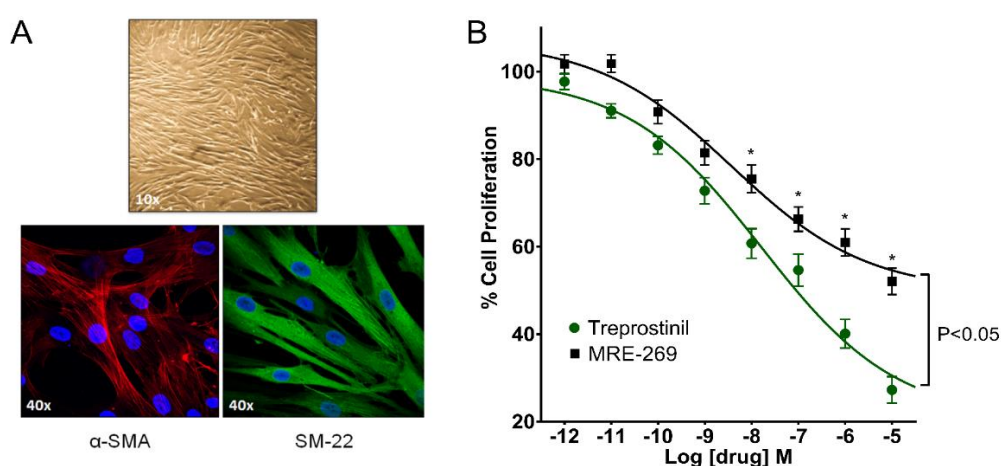 A
10x
40x
40x
α-SMA
SM-22
B
% Cell Proliferation
100
80
60
40
20
*
*
*
*
Treprostinil
MRE-269
P<0.05
-12 -11 -10 -9 -8 -7 -6 -5
Log [drug] M